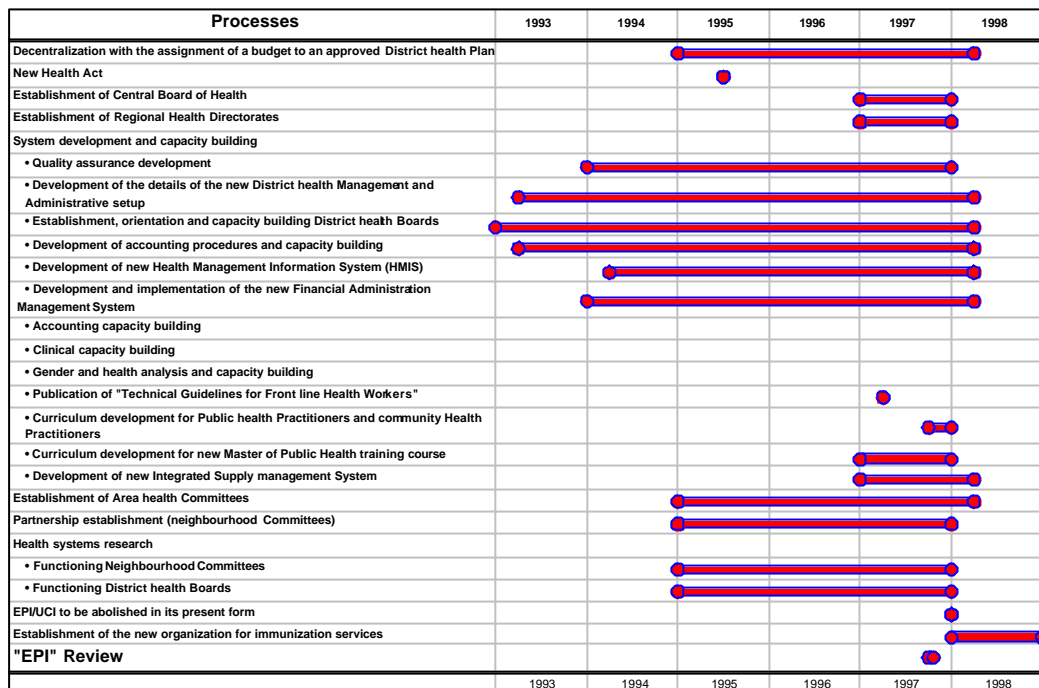 Processes 1993 1994 1995 1996 1997 1998
Decentralization with the assignment of a budget to an approved District health Plan
New Health Act
Establishment of Central Board of Health
Establishment of Regional Health Directorates
System development and capacity building
• Quality assurance development
• Development of the details of the new District health Management and
Administrative setup
• Establishment, orientation and capacity building District health Boards
• Development of accounting procedures and capacity building
• Development of new Health Management Information System (HMIS)
• Development and implementation of the new Financial Administration
Management System
• Accounting capacity building
• Clinical capacity building
• Gender and health analysis and capacity building
• Publication of "Technical Guidelines for Front line Health Workers"
• Curriculum development for Public health Practitioners and community Health
Practitioners
• Curriculum development for new Master of Public Health training course
• Development of new Integrated Supply management System
Establishment of Area health Committees
Partnership establishment (neighbourhood Committees)
Health systems research
• Functioning Neighbourhood Committees
• Functioning District health Boards
EPI/UCI to be abolished in its present form
Establishment of the new organization for immunization services
"EPI" Review
1993 1994 1995 1996 1997 1998